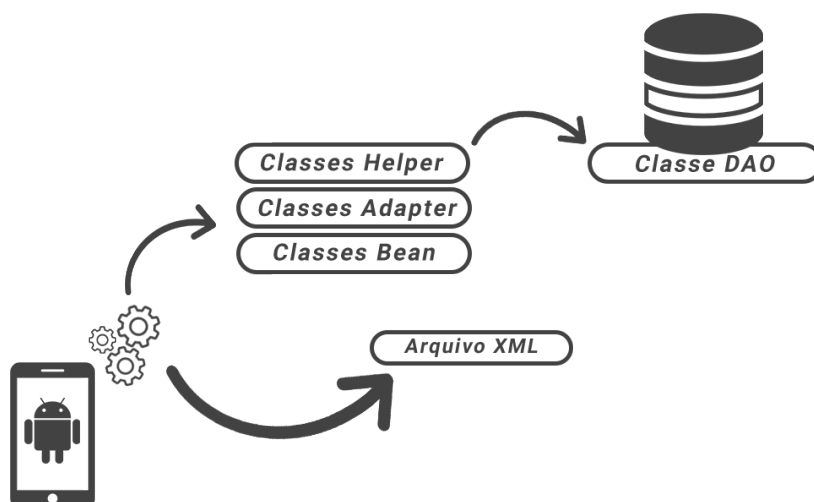 Classes Helper
Classe DAO
Classes Adapter
Classes Bean
Arquivo XML